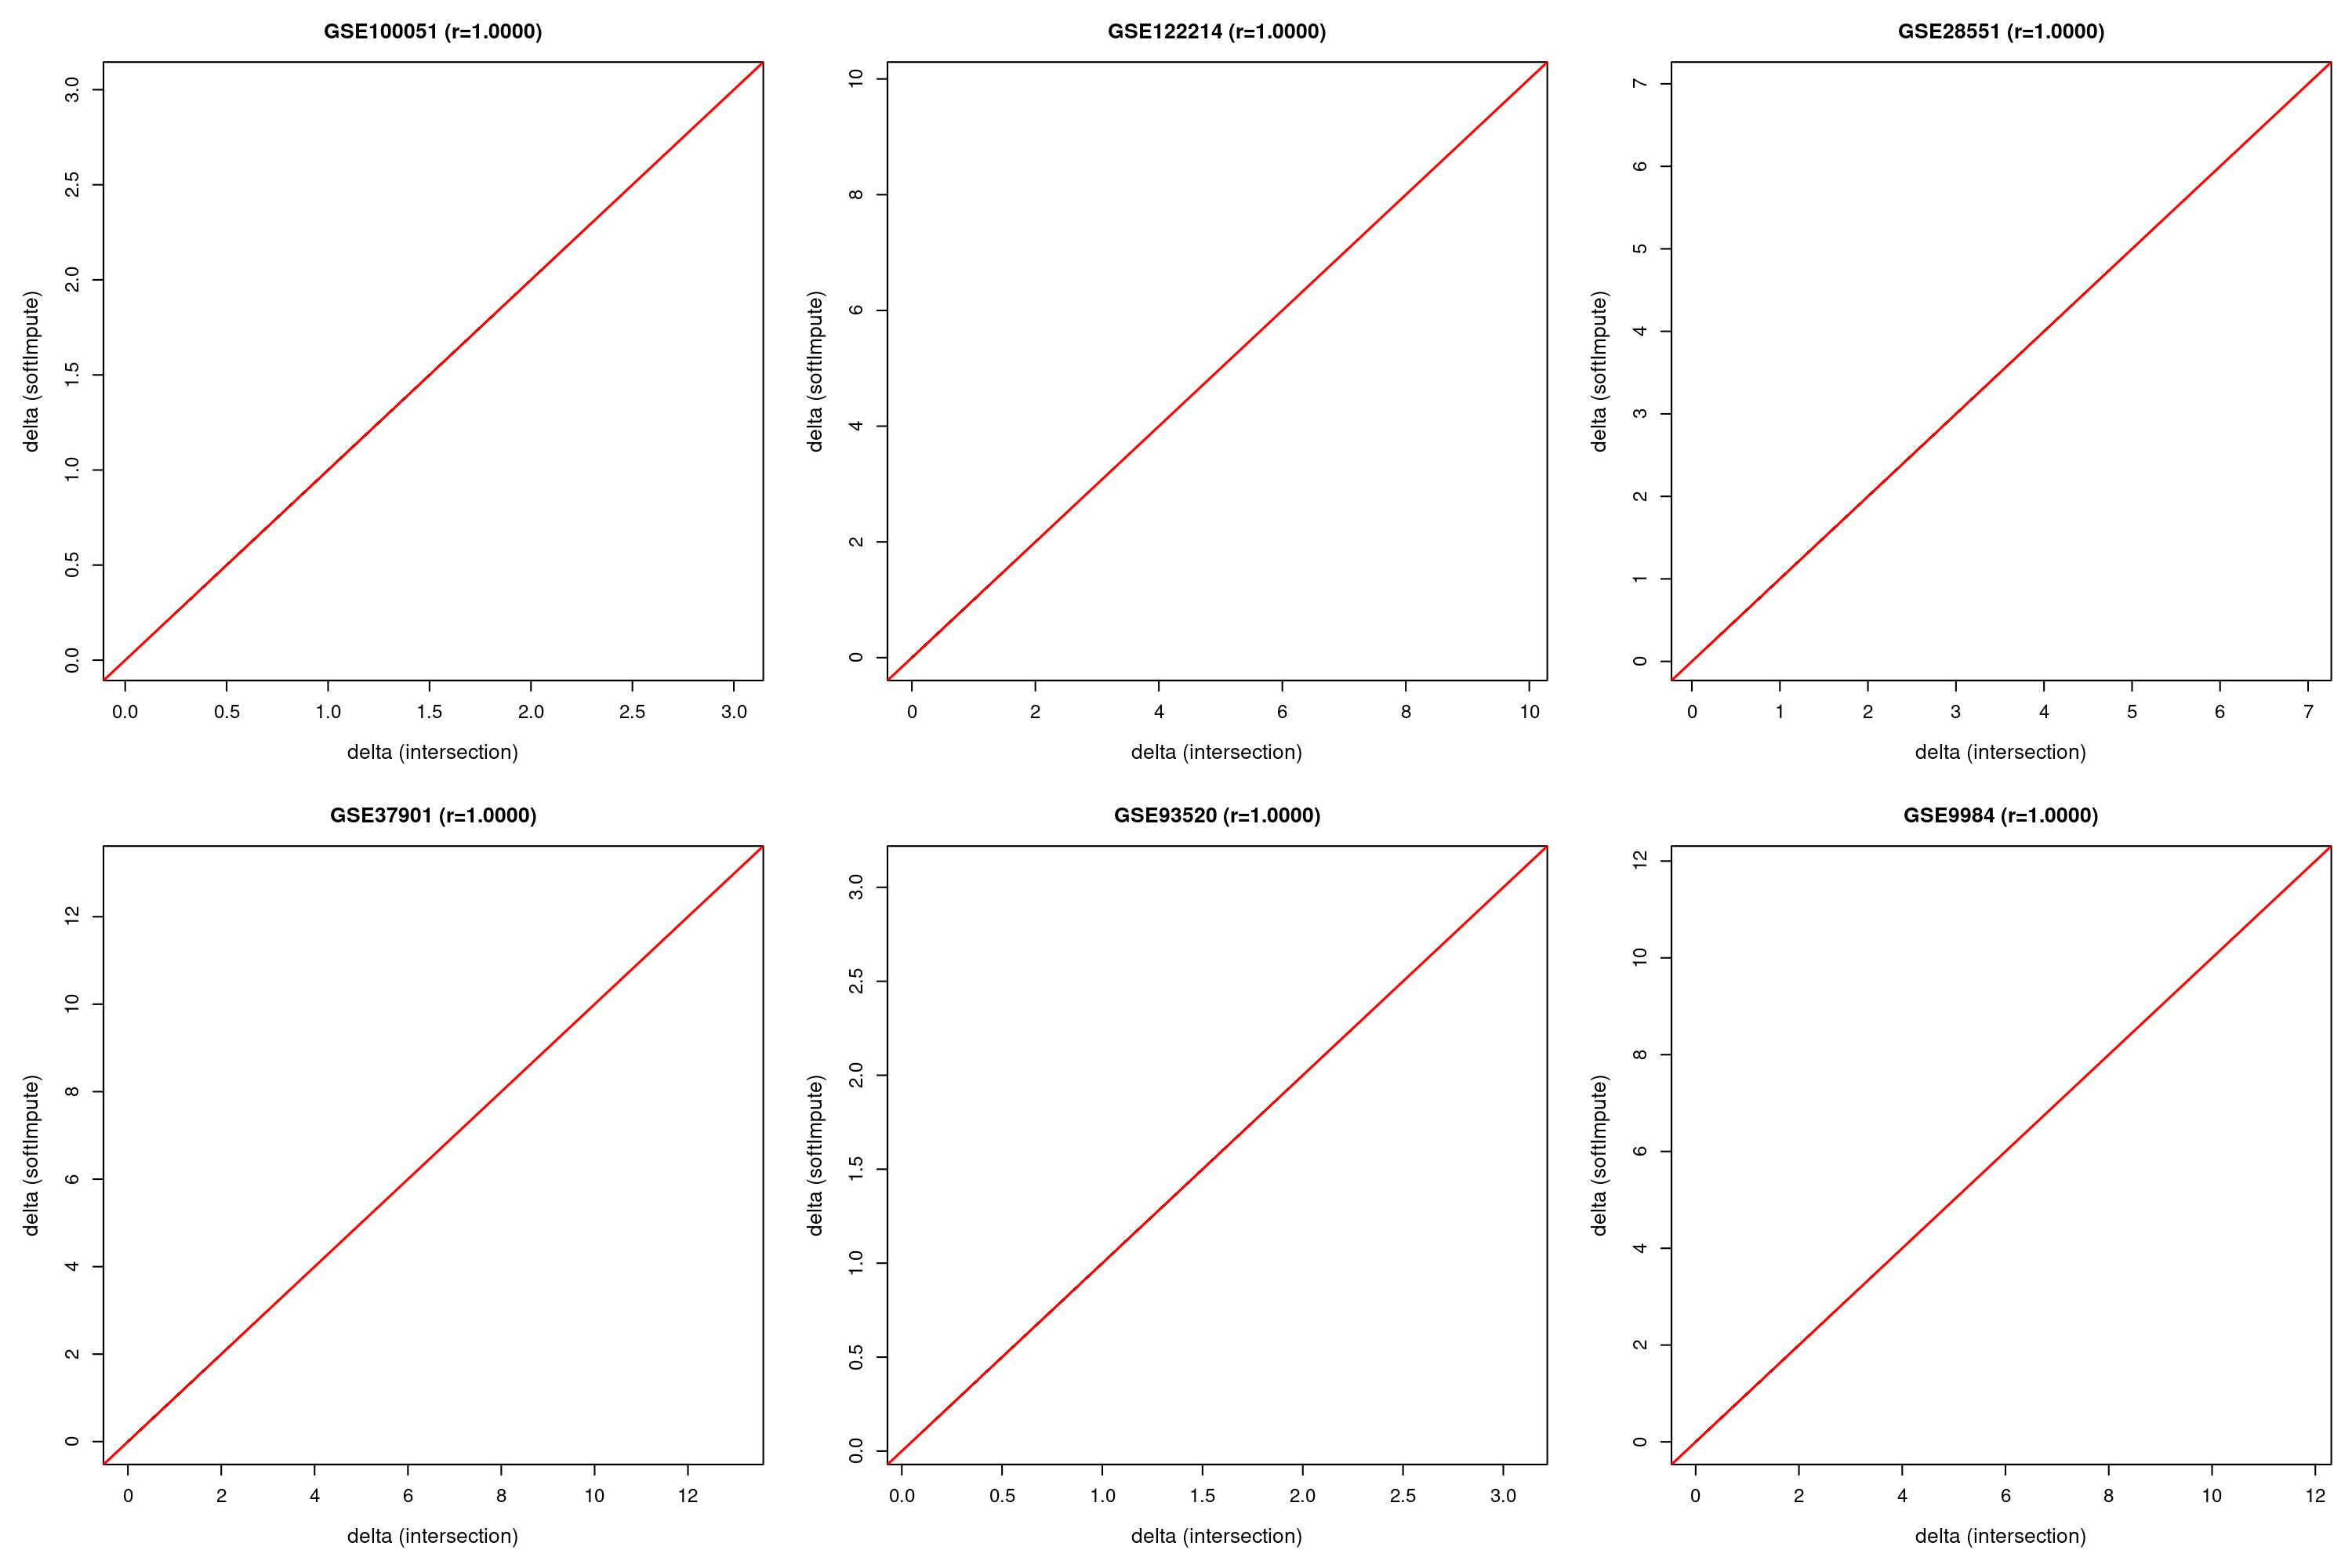 GSE100051 (r=1.0000)
delta (softImpute)
0.0 0.5 1.0 1.5 2.0 2.5 3.0
0.0 0.5 1.0 1.5 2.0 2.5 3.0
delta (intersection)
GSE122214 (r=1.0000)
delta (softImpute)
0 2 4 6 8 10
0 2 4 6 8 10
delta (intersection)
GSE28551 (r=1.0000)
delta (softImpute)
0 1 2 3 4 5 6 7
0 1 2 3 4 5 6 7
delta (intersection)
GSE37901 (r=1.0000)
delta (softImpute)
0 2 4 6 8 10 12
0 2 4 6 8 10 12
delta (intersection)
GSE93520 (r=1.0000)
delta (softImpute)
0.0 0.5 1.0 1.5 2.0 2.5 3.0
0.0 0.5 1.0 1.5 2.0 2.5 3.0
delta (intersection)
GSE9984 (r=1.0000)
delta (softImpute)
0 2 4 6 8 10 12
0 2 4 6 8 10 12
delta (intersection)